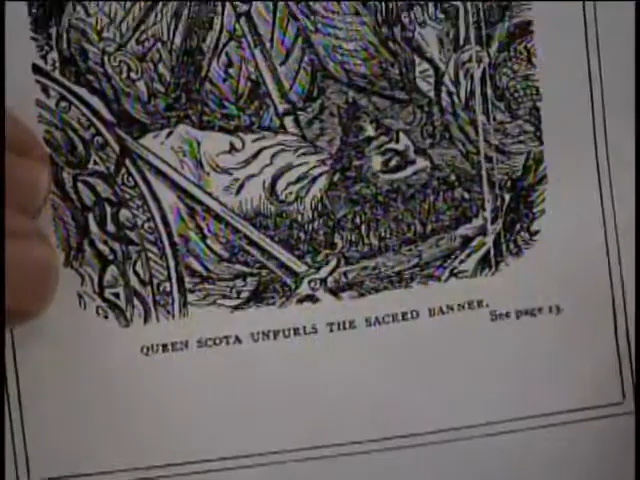 QUEEN SCOTA UNFURLS THE SACRED BANNER.
See page 13.